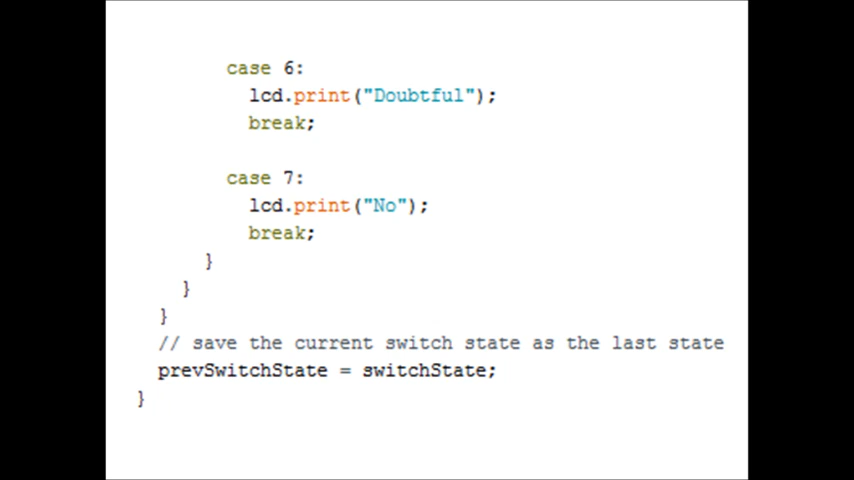 case 6:
lcd.print("Doubtful");
break;
case 7:
lcd.print("No");
break;
}
}
}
// save the current switch state as the last state
prevSwitchState = switchState;
}